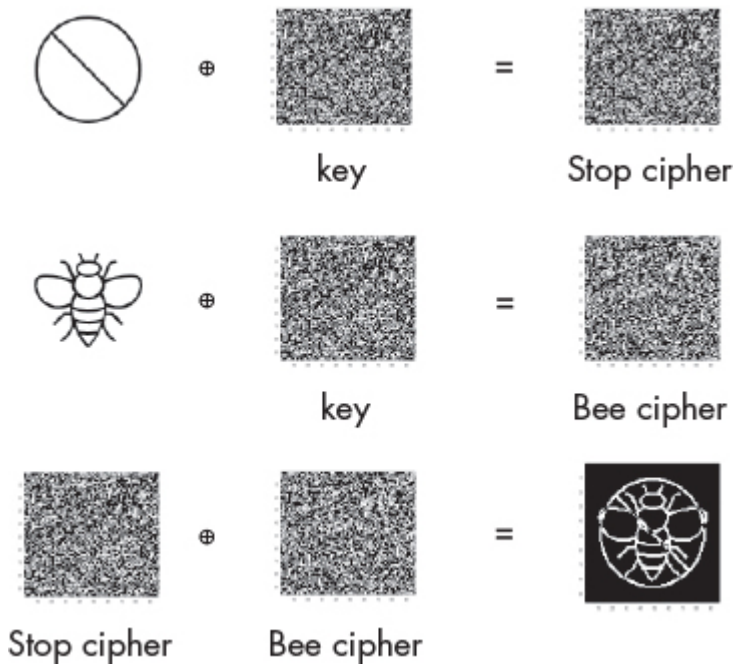 ⊕ =
key Stop cipher
⊕ =
key Bee cipher
⊕ =
Stop cipher Bee cipher